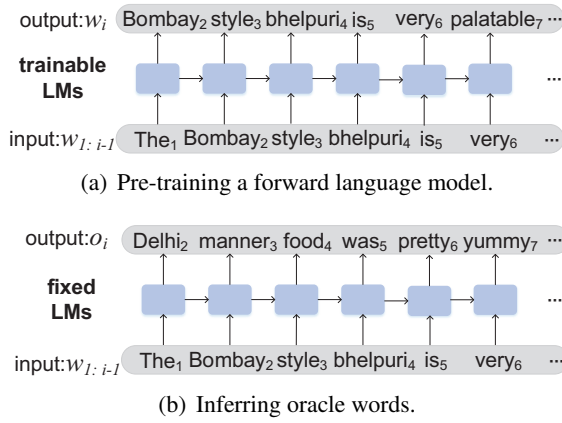 output:wᵢ Bombay₂ style₃ bhelpuri₄ is₅ very₆ palatable₇ ···
trainable LMs ···
input:w₁: ᵢ₋₁ The₁ Bombay₂ style₃ bhelpuri₄ is₅ very₆ ···
(a) Pre-training a forward language model.
output:oᵢ Delhi₂ manner₃ food₄ was₅ pretty₆ yummy₇ ···
fixed LMs ···
input:w₁: ᵢ₋₁ The₁ Bombay₂ style₃ bhelpuri₄ is₅ very₆ ···
(b) Inferring oracle words.